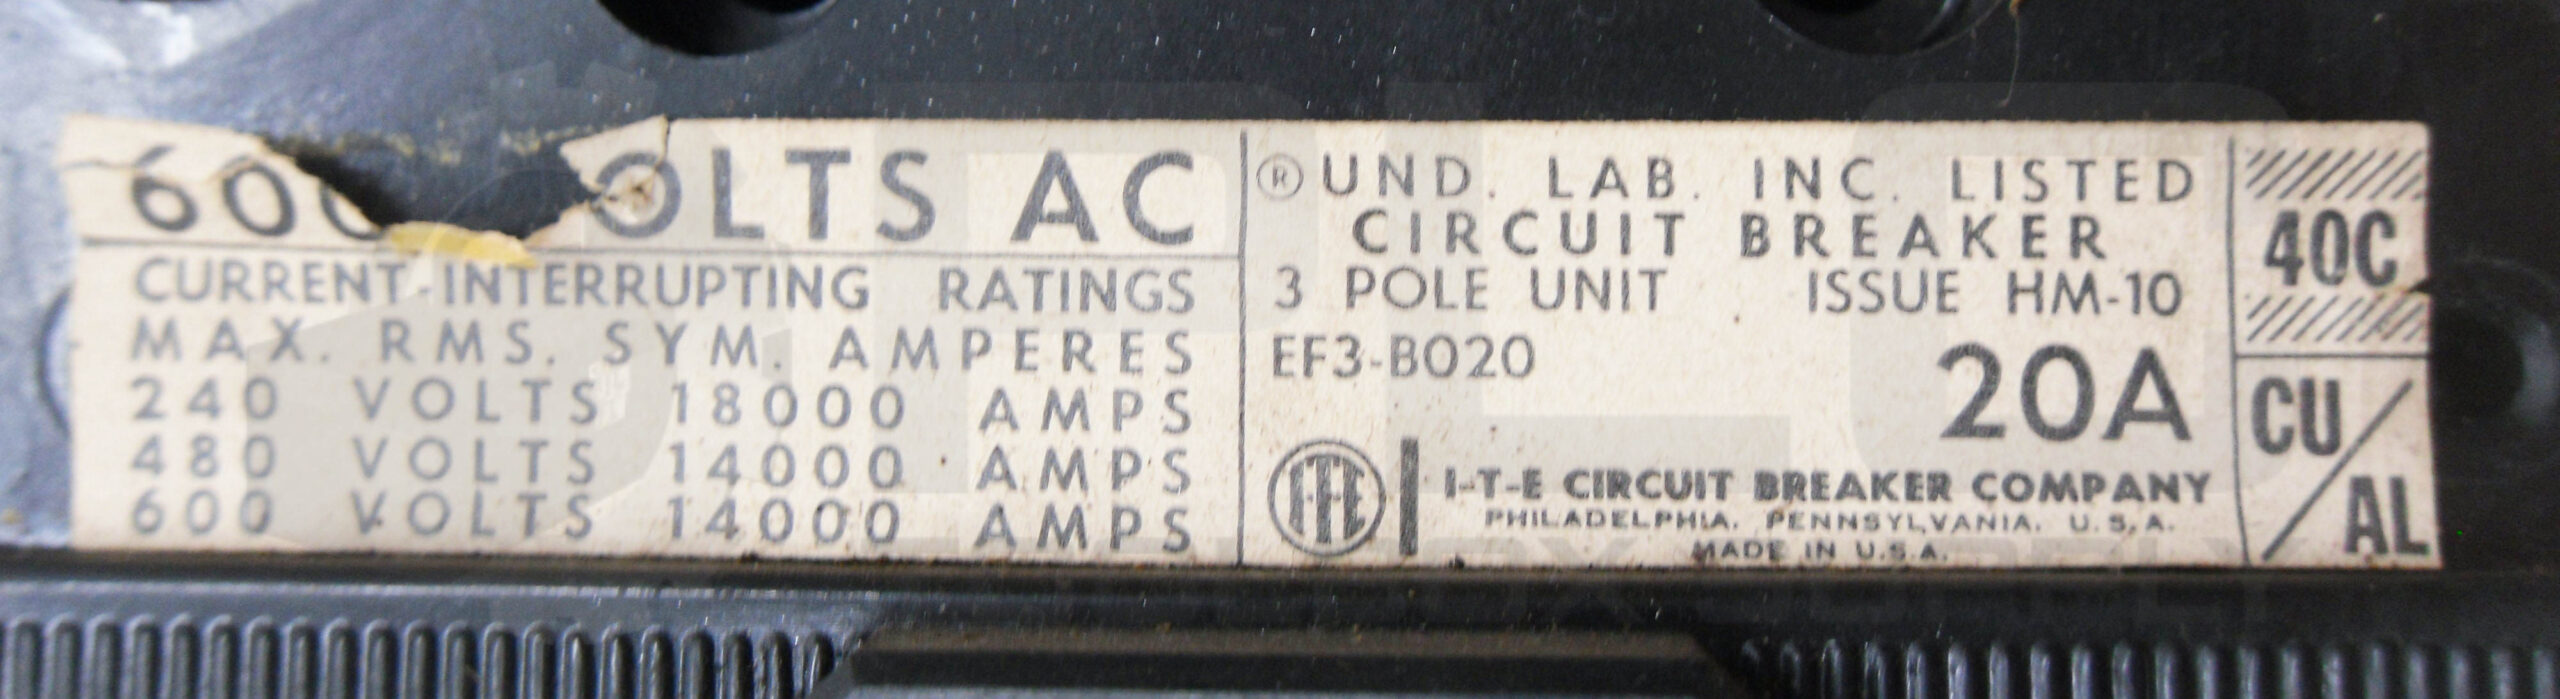 600 VOLTS AC
CURRENT-INTERRUPTING RATINGS
MAX. RMS. SYM. AMPERES
240 VOLTS 18000 AMPS
480 VOLTS 14000 AMPS
600 VOLTS 14000 AMPS
® UND. LAB. INC. LISTED
CIRCUIT BREAKER
3 POLE UNIT ISSUE HM-10
EF3-B020
20A
I-T-E
I-T-E CIRCUIT BREAKER COMPANY
PHILADELPHIA, PENNSYLVANIA, U.S.A.
MADE IN U.S.A.
40C
CU/AL